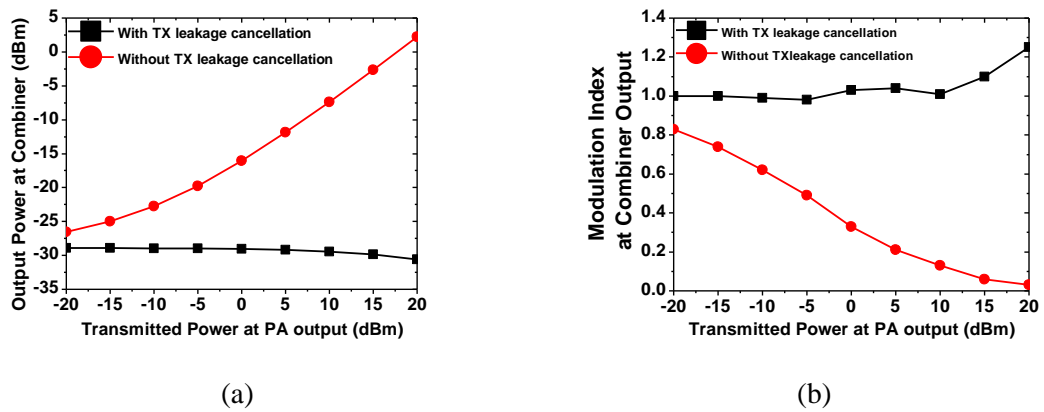 5
0
-5
-10
-15
-20
-25
-30
-35
Output Power at Combiner (dBm)
With TX leakage cancellation
Without TX leakage cancellation
-20 -15 -10 -5 0 5 10 15 20
Transmitted Power at PA output (dBm)
(a)
1.4
1.2
1.0
0.8
0.6
0.4
0.2
0.0
Modulation Index
at Combiner Output
With TX leakage cancellation
Without TXleakage cancellation
-20 -15 -10 -5 0 5 10 15 20
Transmitted Power at PA output (dBm)
(b)